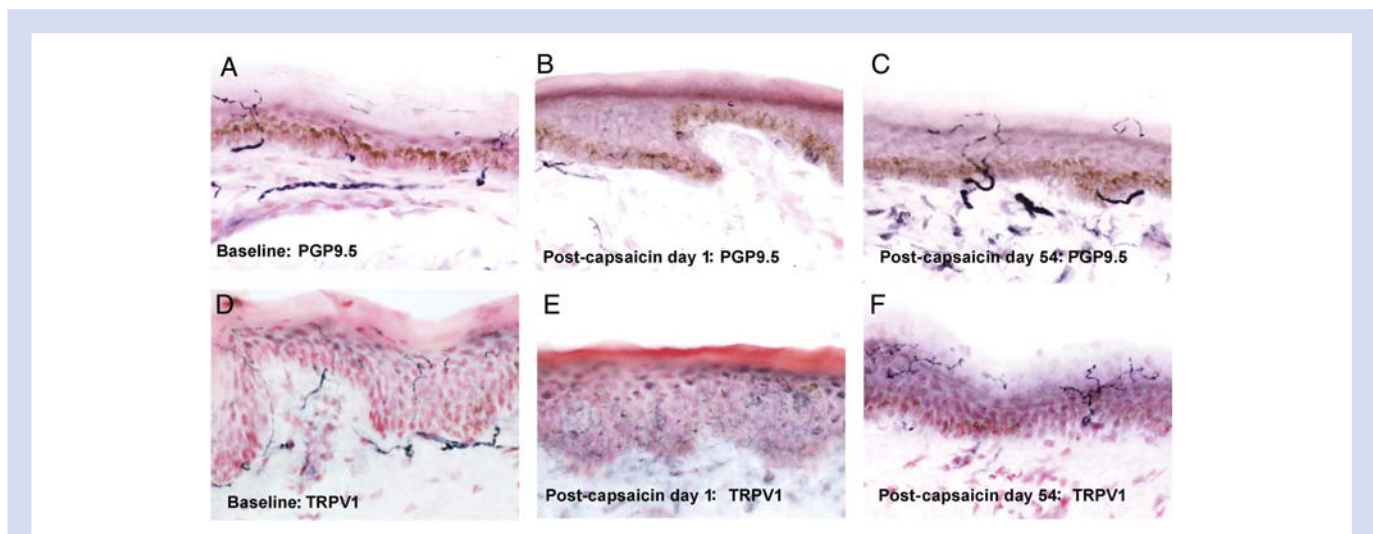 A
B
C
Baseline: PGP9.5
Post-capsaicin day 1: PGP9.5
Post-capsaicin day 54: PGP9.5
D
E
F
Baseline: TRPV1
Post-capsaicin day 1: TRPV1
Post-capsaicin day 54: TRPV1